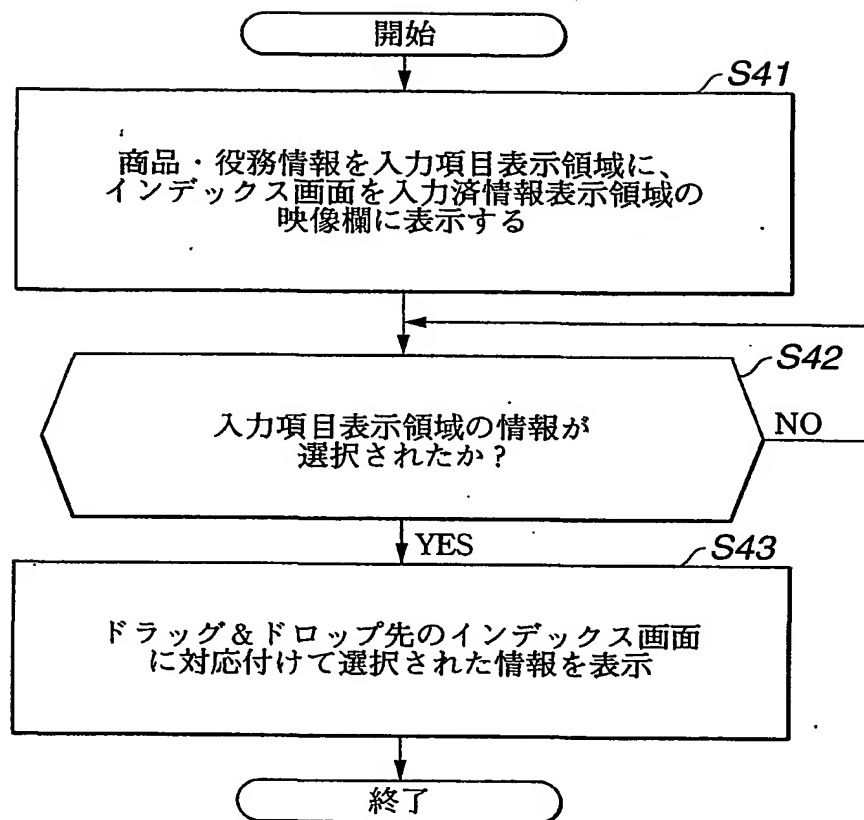 開始
S41
商品・役務情報を入力項目表示領域に、
インデックス画面を入力済情報表示領域の
映像欄に表示する
S42
入力項目表示領域の情報が
選択されたか?
NO
YES
S43
ドラッグ&ドロップ先のインデックス画面
に対応付けて選択された情報を表示
終了